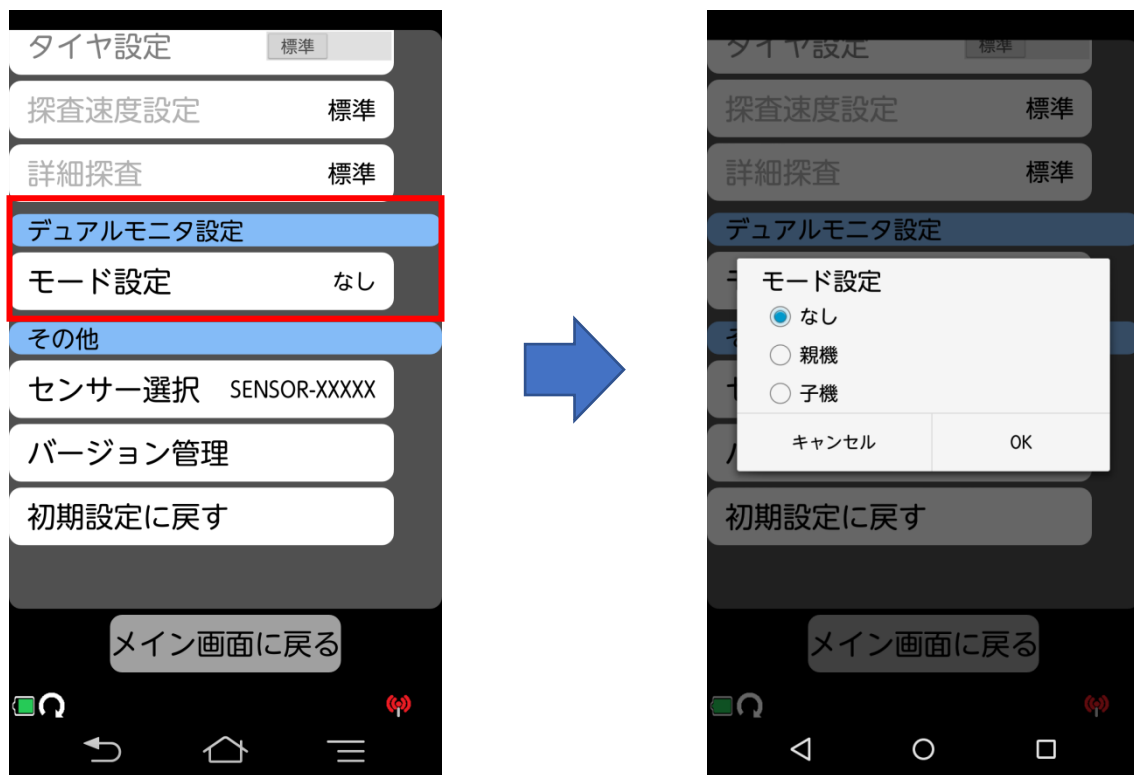 タイヤ設定 標準
探査速度設定 標準
詳細探査 標準
デュアルモニタ設定
モード設定 なし
その他
センサー選択 SENSOR-XXXXX
バージョン管理
初期設定に戻す
メイン画面に戻る
タイヤ設定 標準
探査速度設定 標準
詳細探査 標準
デュアルモニタ設定
モード設定
なし
親機
子機
キャンセル OK
初期設定に戻す
メイン画面に戻る